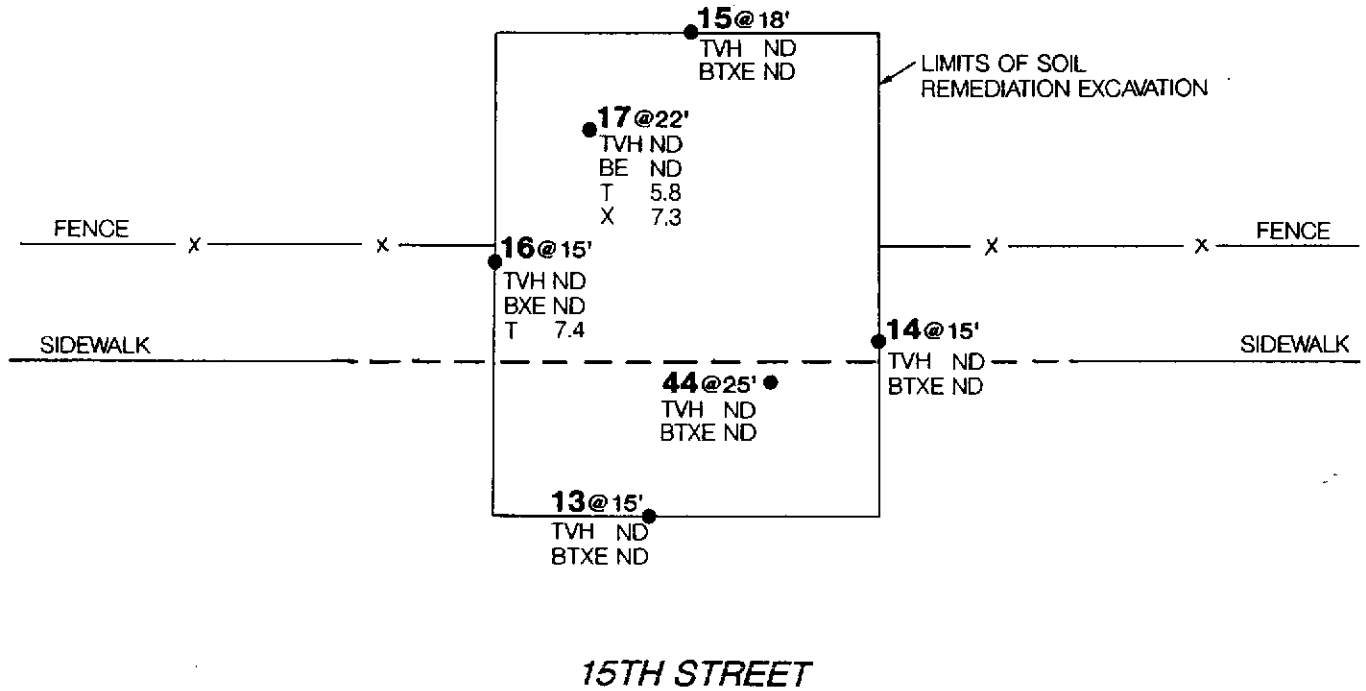 15@18'
TVH ND
BTXE ND
LIMITS OF SOIL
REMEDIATION EXCAVATION
17@22'
TVH ND
BE ND
T 5.8
X 7.3
FENCE
X
X
16@15'
TVH ND
BXE ND
T 7.4
X
X
FENCE
SIDEWALK
14@15'
TVH ND
BTXE ND
SIDEWALK
44@25'
TVH ND
BTXE ND
13@15'
TVH ND
BTXE ND
15TH STREET